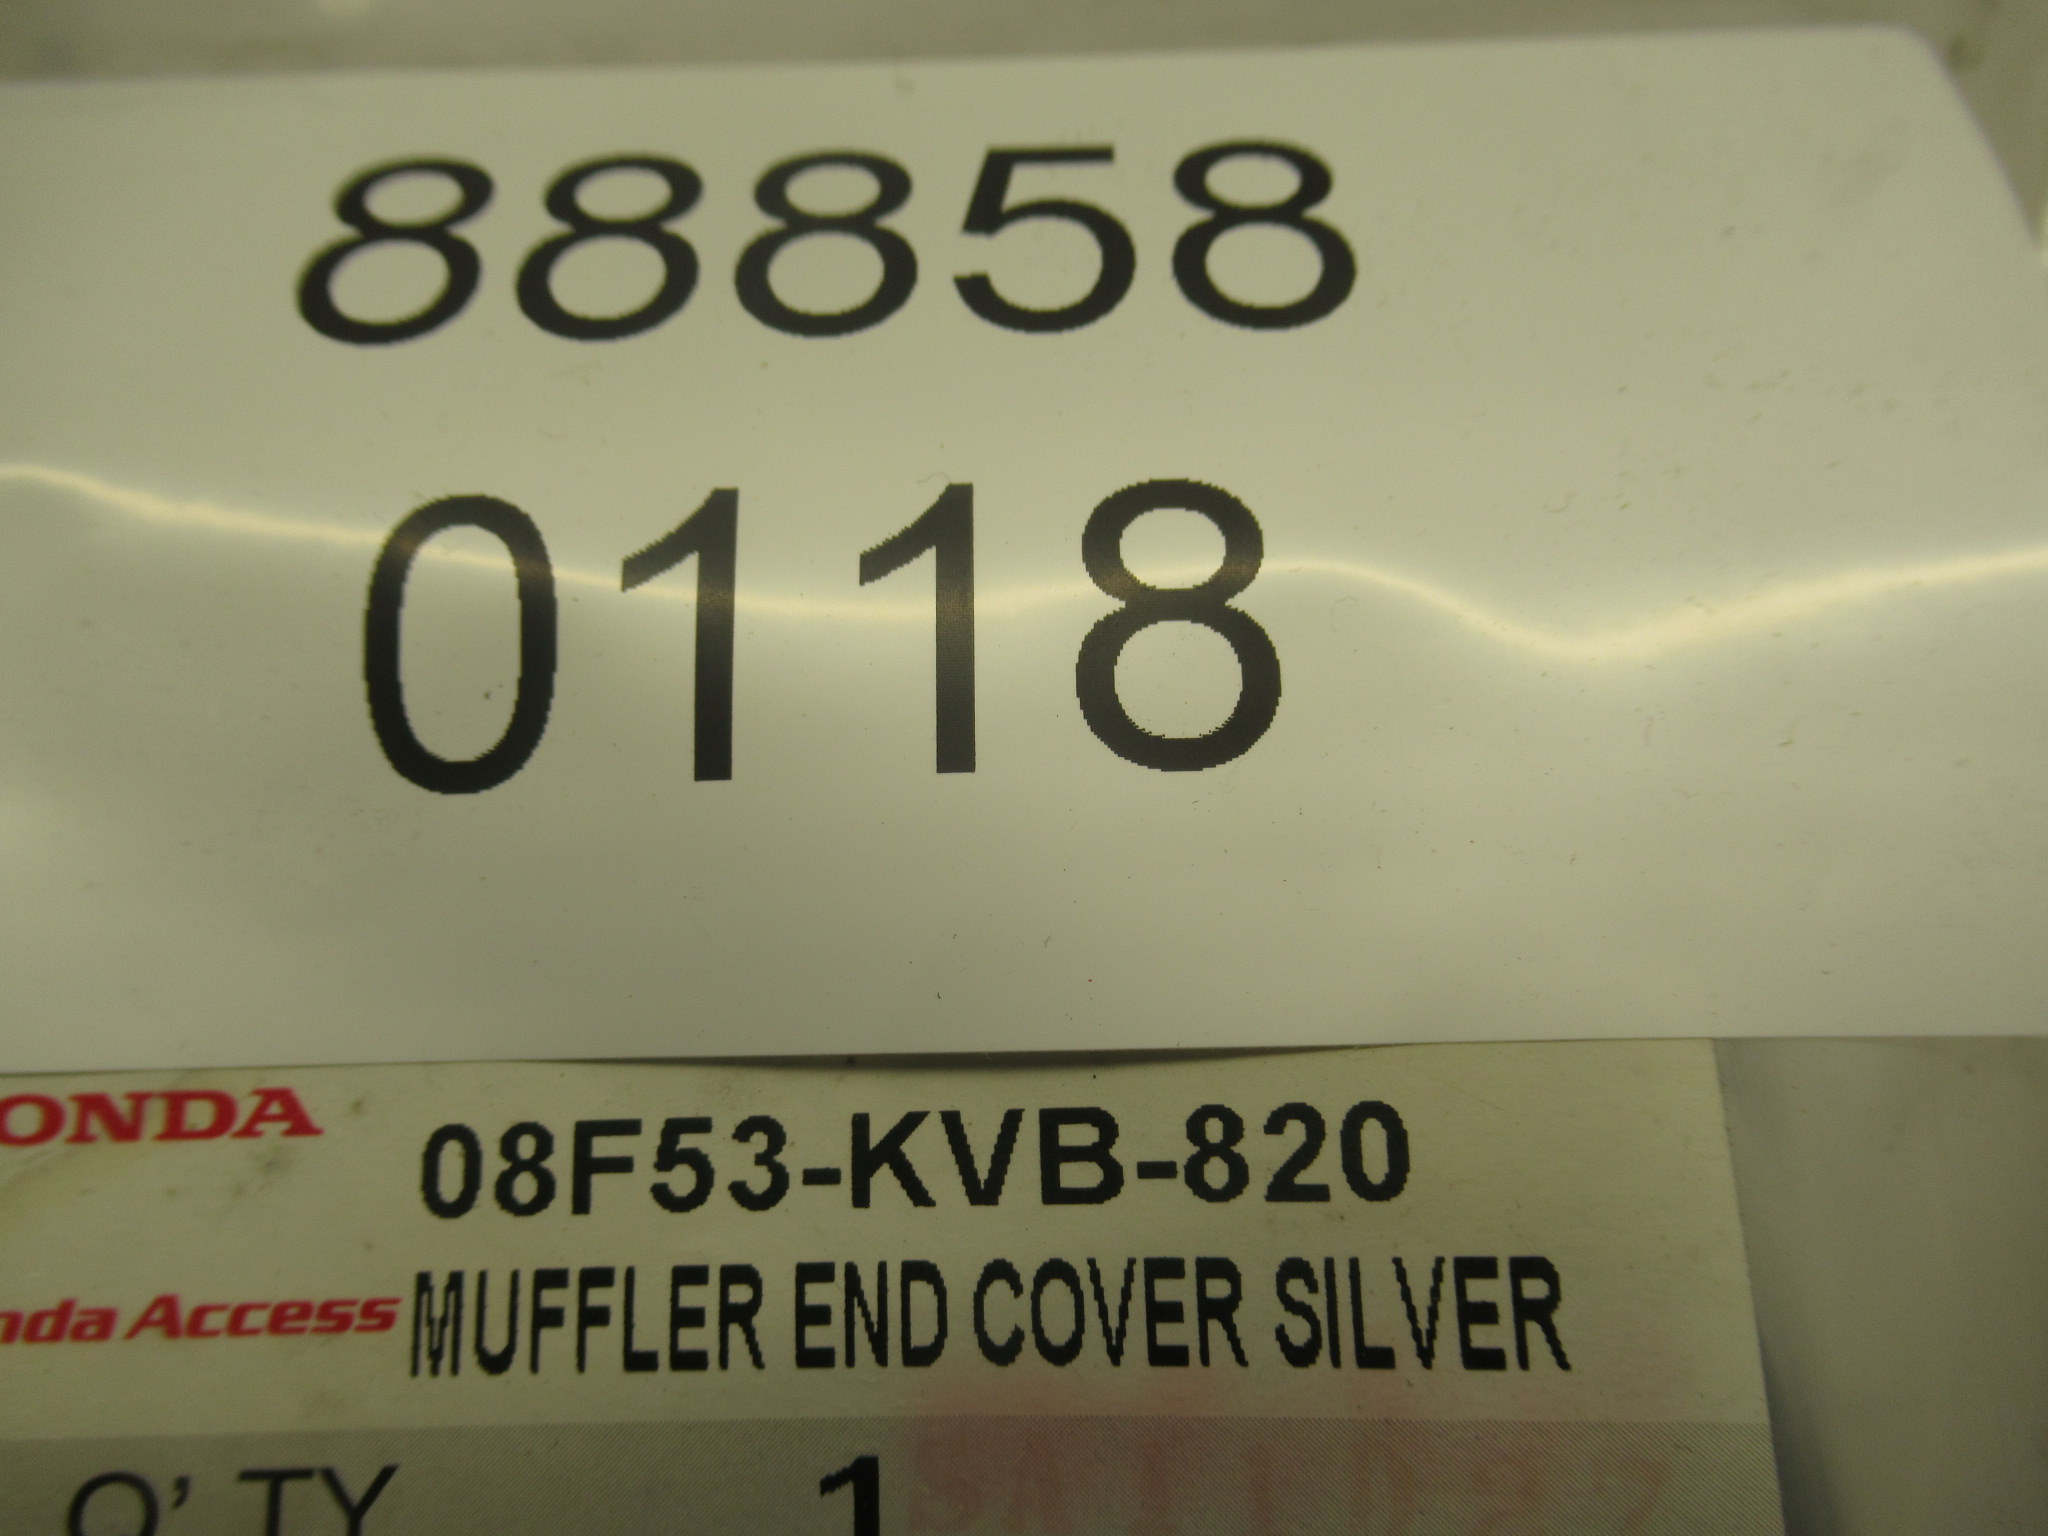 88858
0118
ONDA 08F53-KVB-820
nda Access MUFFLER END COVER SILVER
Q'TY 1